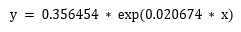 y = 0.356454 * exp(0.020674 * x)